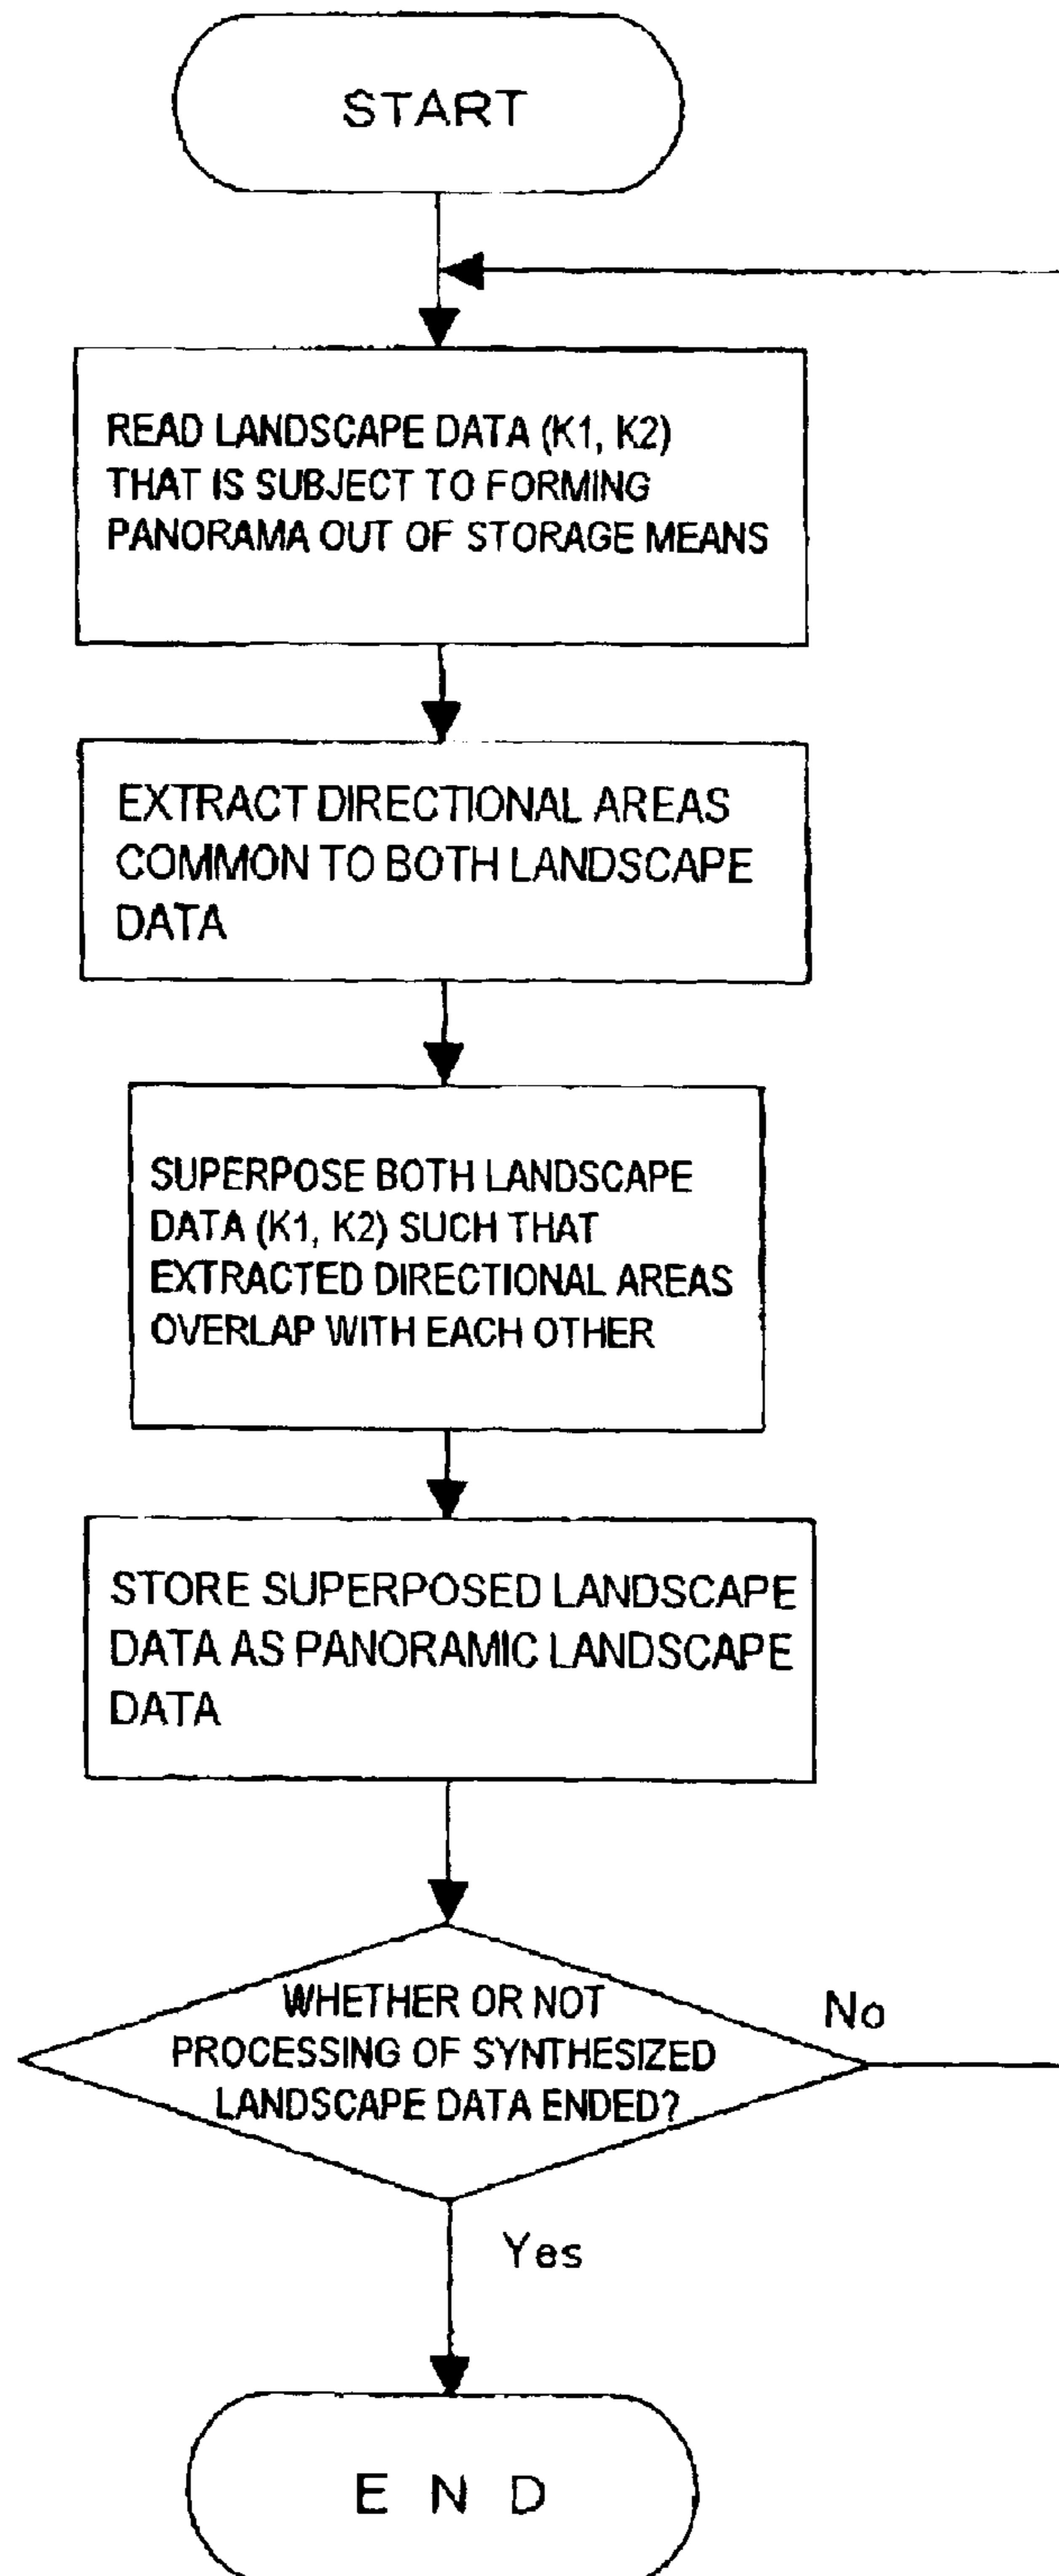 START
READ LANDSCAPE DATA (K1, K2)
THAT IS SUBJECT TO FORMING
PANORAMA OUT OF STORAGE MEANS
EXTRACT DIRECTIONAL AREAS
COMMON TO BOTH LANDSCAPE
DATA
SUPERPOSE BOTH LANDSCAPE
DATA (K1, K2) SUCH THAT
EXTRACTED DIRECTIONAL AREAS
OVERLAP WITH EACH OTHER
STORE SUPERPOSED LANDSCAPE
DATA AS PANORAMIC LANDSCAPE
DATA
WHETHER OR NOT
PROCESSING OF SYNTHESIZED
LANDSCAPE DATA ENDED?
No
Yes
E N D